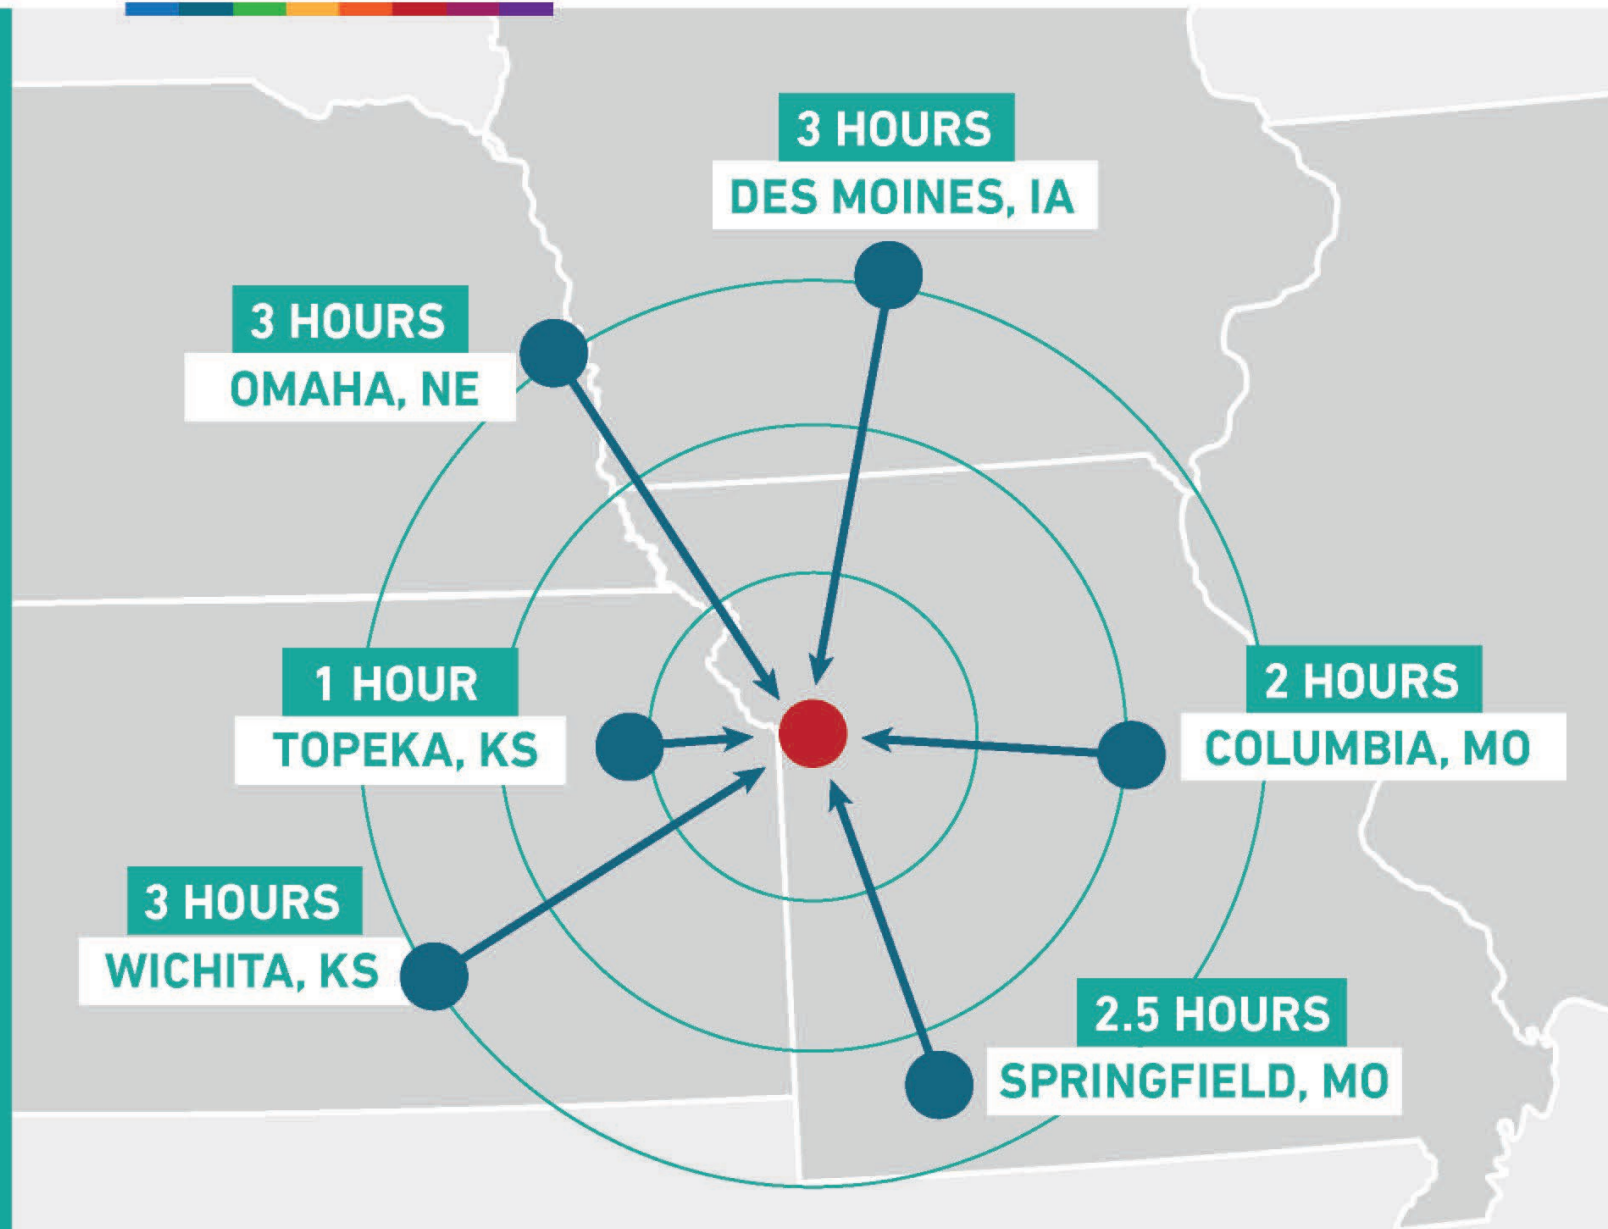 3 HOURS
DES MOINES, IA
3 HOURS
OMAHA, NE
1 HOUR
TOPEKA, KS
2 HOURS
COLUMBIA, MO
3 HOURS
WICHITA, KS
2.5 HOURS
SPRINGFIELD, MO